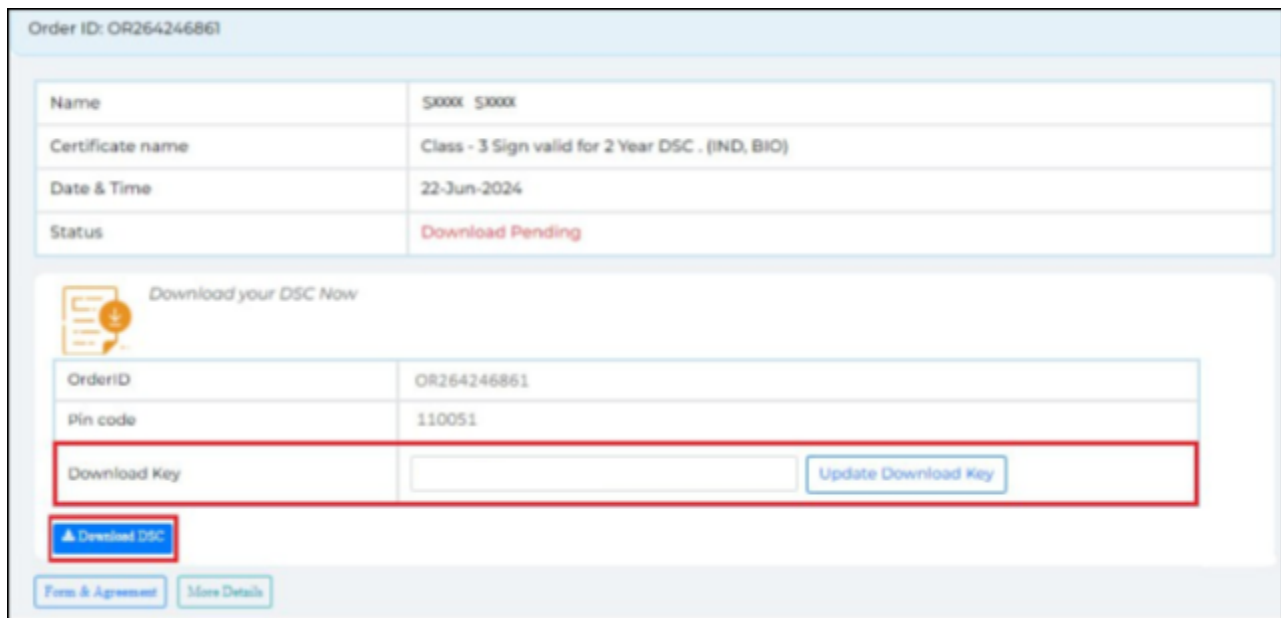 Order ID: OR264246861
Name SXXXX SXXXX
Certificate name Class - 3 Sign valid for 2 Year DSC . (IND, BIO)
Date & Time 22-Jun-2024
Status Download Pending
Download your DSC Now
OrderID OR264246861
Pin code 110051
Download Key Update Download Key
Download DSC
Form & Agreement More Details